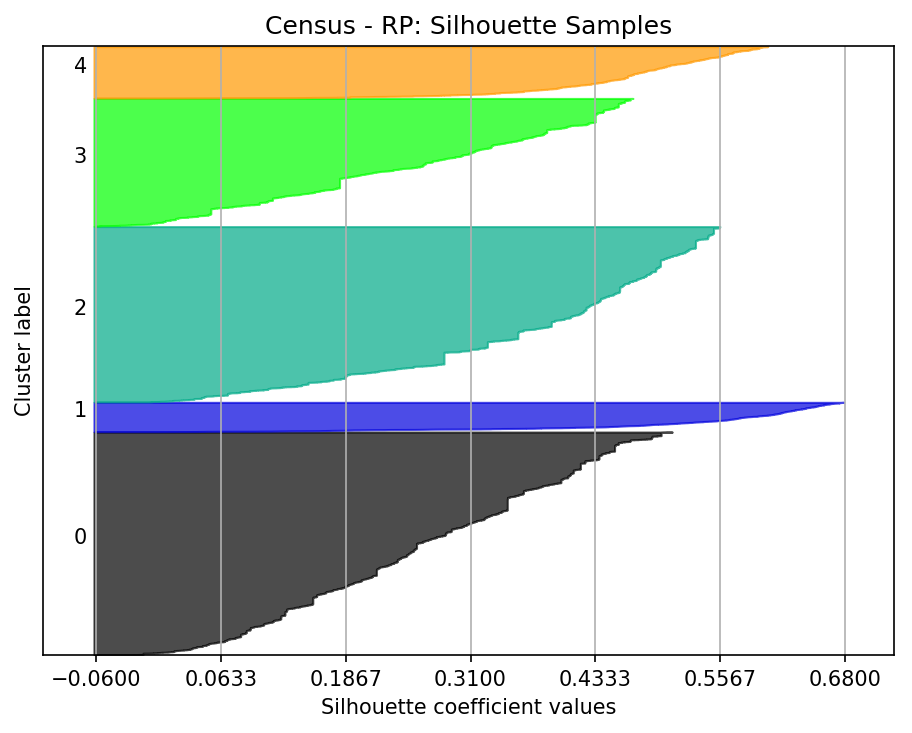 Census - RP: Silhouette Samples
4
3
2
1
0
Cluster label
−0.0600 0.0633 0.1867 0.3100 0.4333 0.5567 0.6800
Silhouette coefficient values